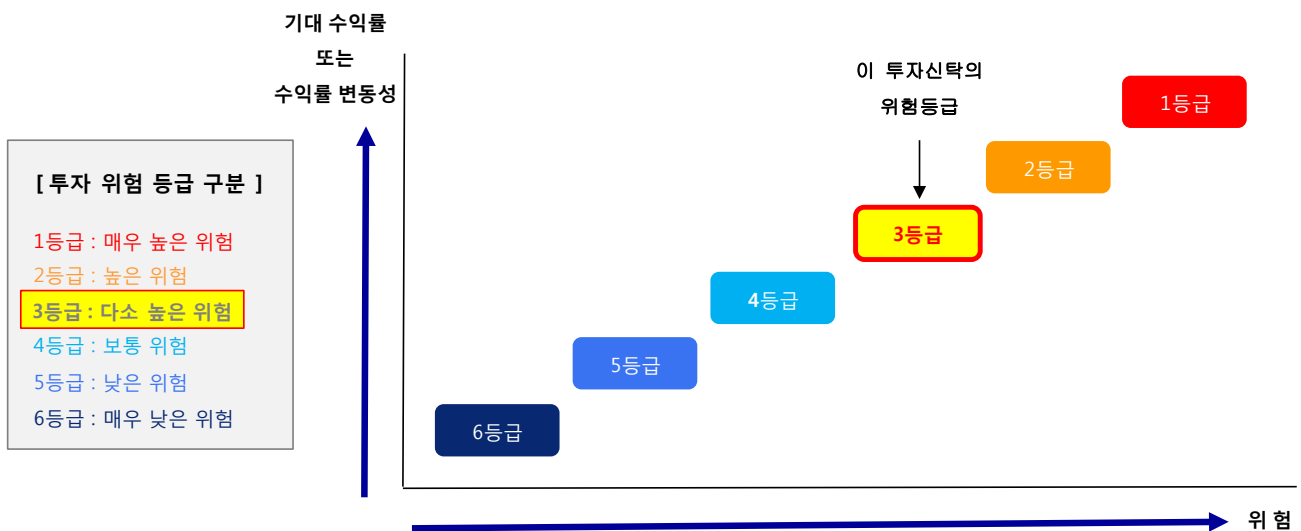 기대 수익률
또는
수익률 변동성
이 투자신탁의
위험등급
1등급
2등급
3등급
4등급
5등급
6등급
[ 투자 위험 등급 구분 ]
1등급 : 매우 높은 위험
2등급 : 높은 위험
3등급 : 다소 높은 위험
4등급 : 보통 위험
5등급 : 낮은 위험
6등급 : 매우 낮은 위험
위 험